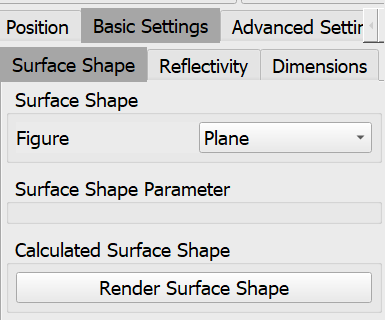 Position Basic Settings Advanced Settin
Surface Shape Reflectivity Dimensions
Surface Shape
Figure Plane
Surface Shape Parameter
Calculated Surface Shape
Render Surface Shape